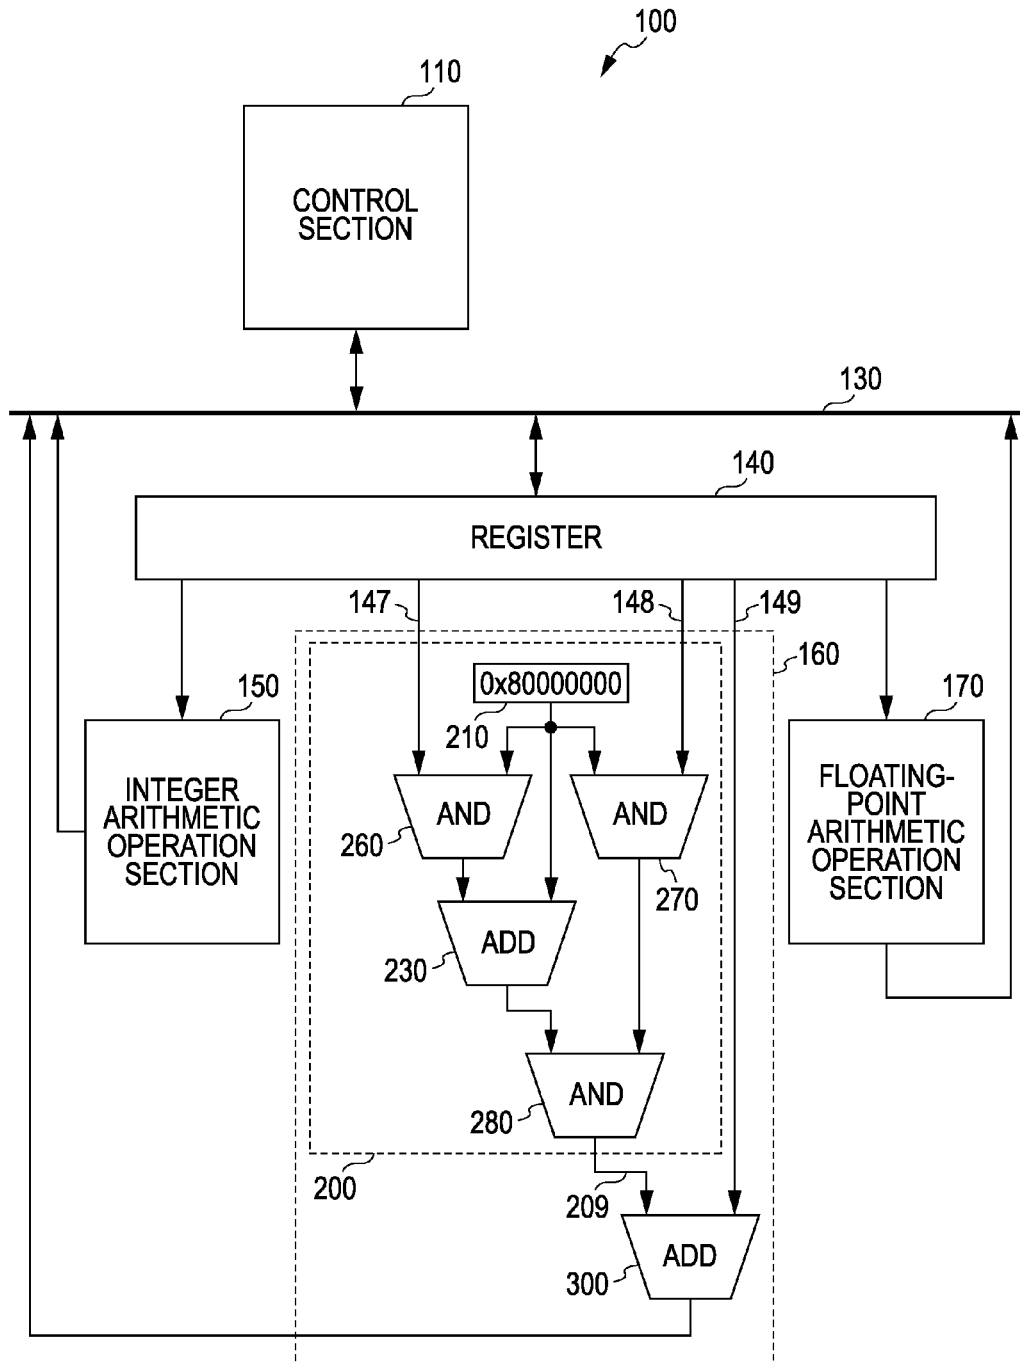 100
110
CONTROL
SECTION
130
140
REGISTER
147
148
149
160
150
0x80000000
170
210
INTEGER
ARITHMETIC
OPERATION
SECTION
AND
AND
FLOATING-
POINT
ARITHMETIC
OPERATION
SECTION
260
270
ADD
230
AND
280
200
209
ADD
300